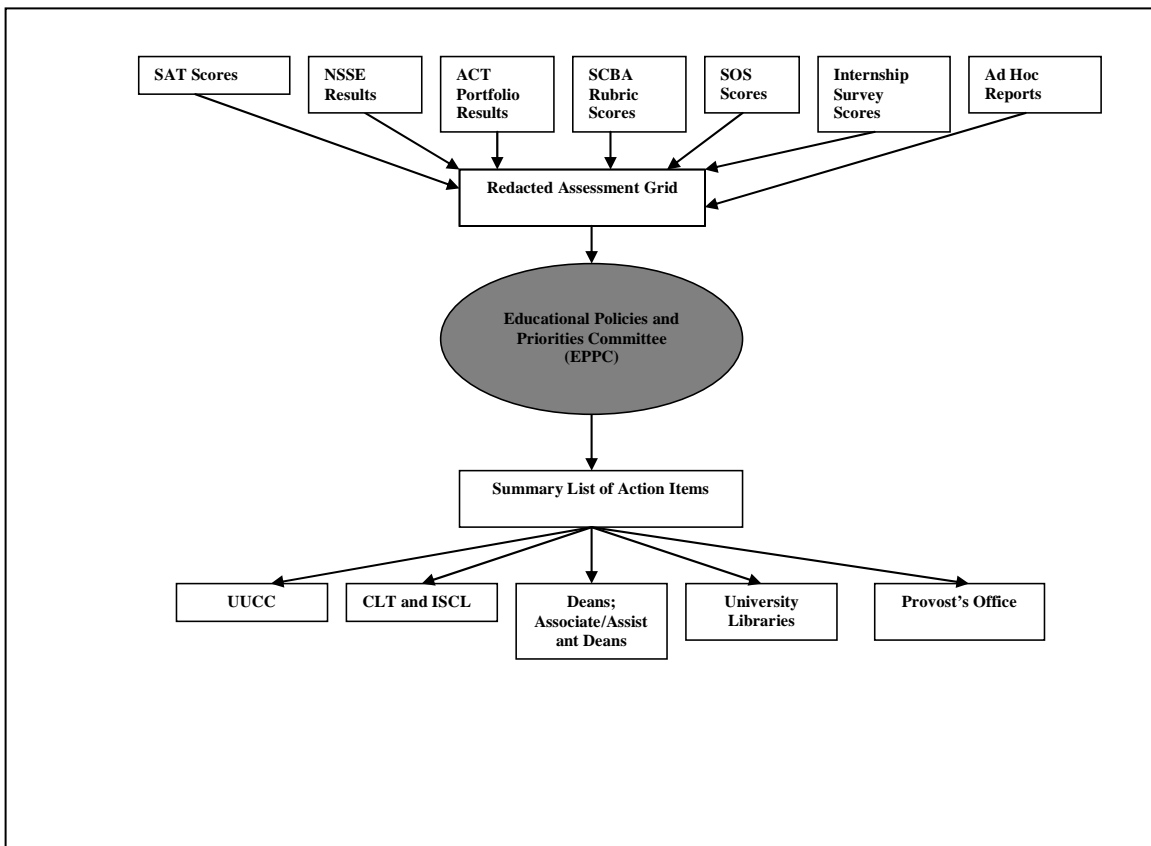 SAT Scores
NSSE
Results
ACT
Portfolio
Results
SCBA
Rubric
Scores
SOS
Scores
Internship
Survey
Scores
Ad Hoc
Reports
Redacted Assessment Grid
Educational Policies and
Priorities Committee
(EPPC)
Summary List of Action Items
UUCC
CLT and ISCL
Deans;
Associate/Assist
ant Deans
University
Libraries
Provost's Office